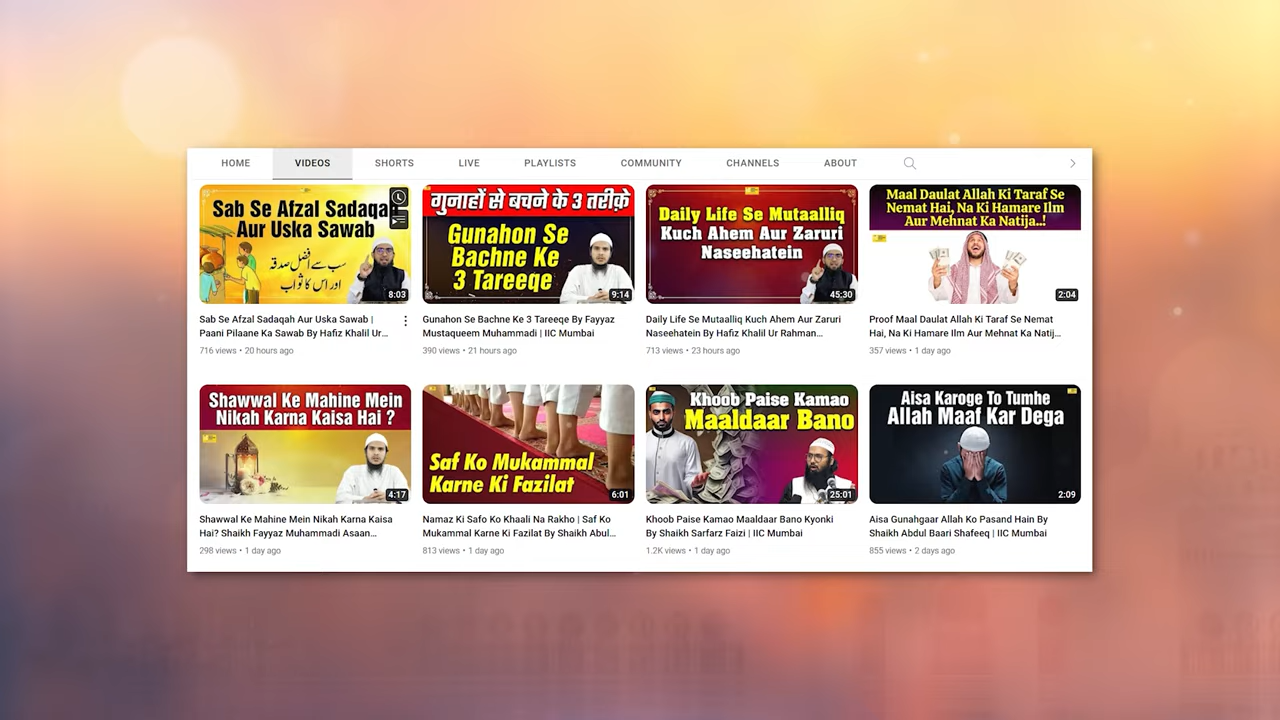 HOME VIDEOS SHORTS LIVE PLAYLISTS COMMUNITY CHANNELS ABOUT
Sab Se Afzal Sadaqa
Aur Uska Sawab
سب سے افضل صدقہ
اور اس کا ثواب
8:03
Sab Se Afzal Sadaqah Aur Uska Sawab |
Paani Pilaane Ka Sawab By Hafiz Khalil Ur...
716 views • 20 hours ago
गुनाहों से बचने के 3 तरीक़े
Gunahon Se
Bachne Ke
3 Tareeqe
9:14
Gunahon Se Bachne Ke 3 Tareeqe By Fayyaz
Mustaqueem Muhammadi | IIC Mumbai
390 views • 21 hours ago
Daily Life Se Mutaalliq
Kuch Ahem Aur Zaruri
Naseehatein
45:30
Daily Life Se Mutaalliq Kuch Ahem Aur Zaruri
Naseehatein By Hafiz Khalil Ur Rahman...
713 views • 23 hours ago
Maal Daulat Allah Ki Taraf Se
Nemat Hai, Na Ki Hamare Ilm
Aur Mehnat Ka Natija..!
2:04
Proof Maal Daulat Allah Ki Taraf Se Nemat
Hai, Na Ki Hamare Ilm Aur Mehnat Ka Natij...
357 views • 1 day ago
Shawwal Ke Mahine Mein
Nikah Karna Kaisa Hai ?
4:17
Shawwal Ke Mahine Mein Nikah Karna Kaisa
Hai? Shaikh Fayyaz Muhammadi Asaan...
298 views • 1 day ago
Saf Ko Mukammal
Karne Ki Fazilat
6:01
Namaz Ki Safo Ko Khaali Na Rakho | Saf Ko
Mukammal Karne Ki Fazilat By Shaikh Abul...
813 views • 1 day ago
Khoob Paise Kamao
Maaldaar Bano
25:01
Khoob Paise Kamao Maaldaar Bano Kyonki
By Shaikh Sarfarz Faizi | IIC Mumbai
1.2K views • 1 day ago
Aisa Karoge To Tumhe
Allah Maaf Kar Dega
2:09
Aisa Gunahgaar Allah Ko Pasand Hain By
Shaikh Abdul Baari Shafeeq | IIC Mumbai
855 views • 2 days ago